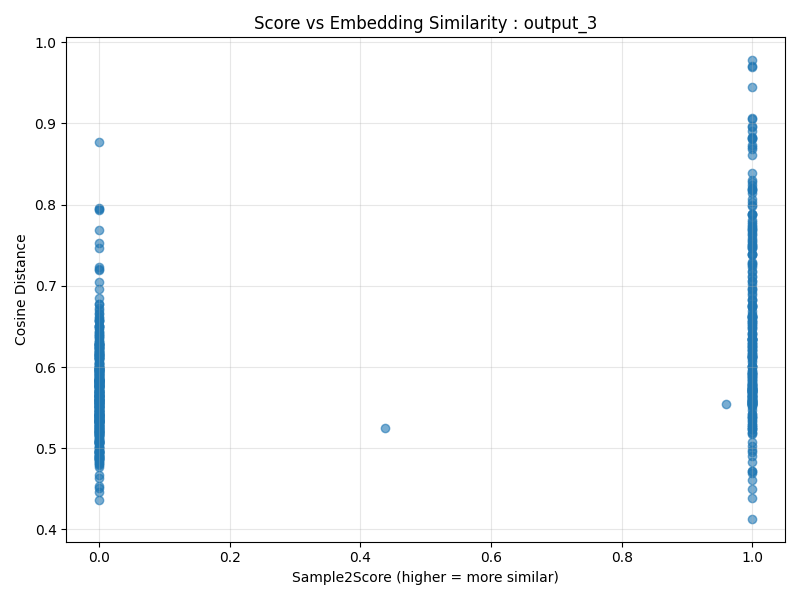 Score vs Embedding Similarity : output_3
1.0
0.9
0.8
0.7
0.6
0.5
0.4
Cosine Distance
0.0 0.2 0.4 0.6 0.8 1.0
Sample2Score (higher = more similar)